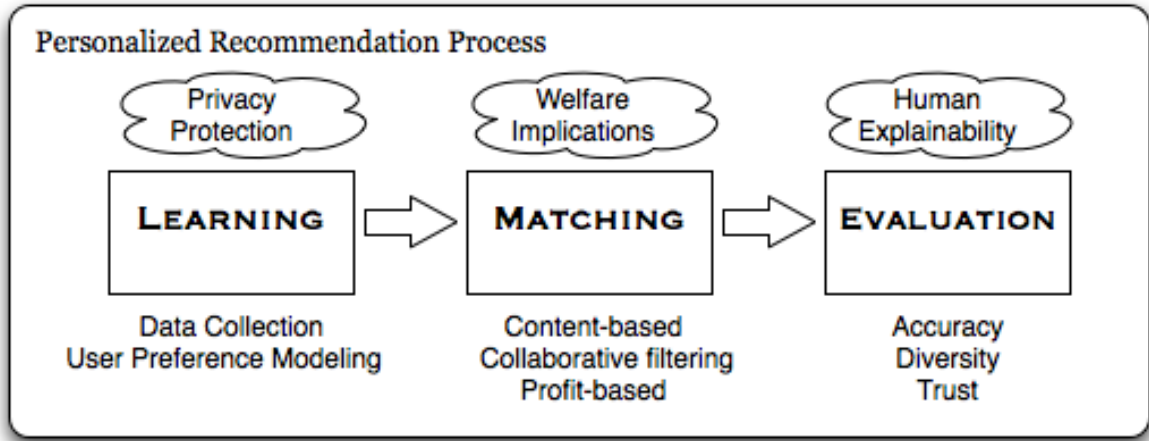 Personalized Recommendation Process
Privacy
Protection
Welfare
Implications
Human
Explainability
LEARNING
MATCHING
EVALUATION
Data Collection
User Preference Modeling
Content-based
Collaborative filtering
Profit-based
Accuracy
Diversity
Trust